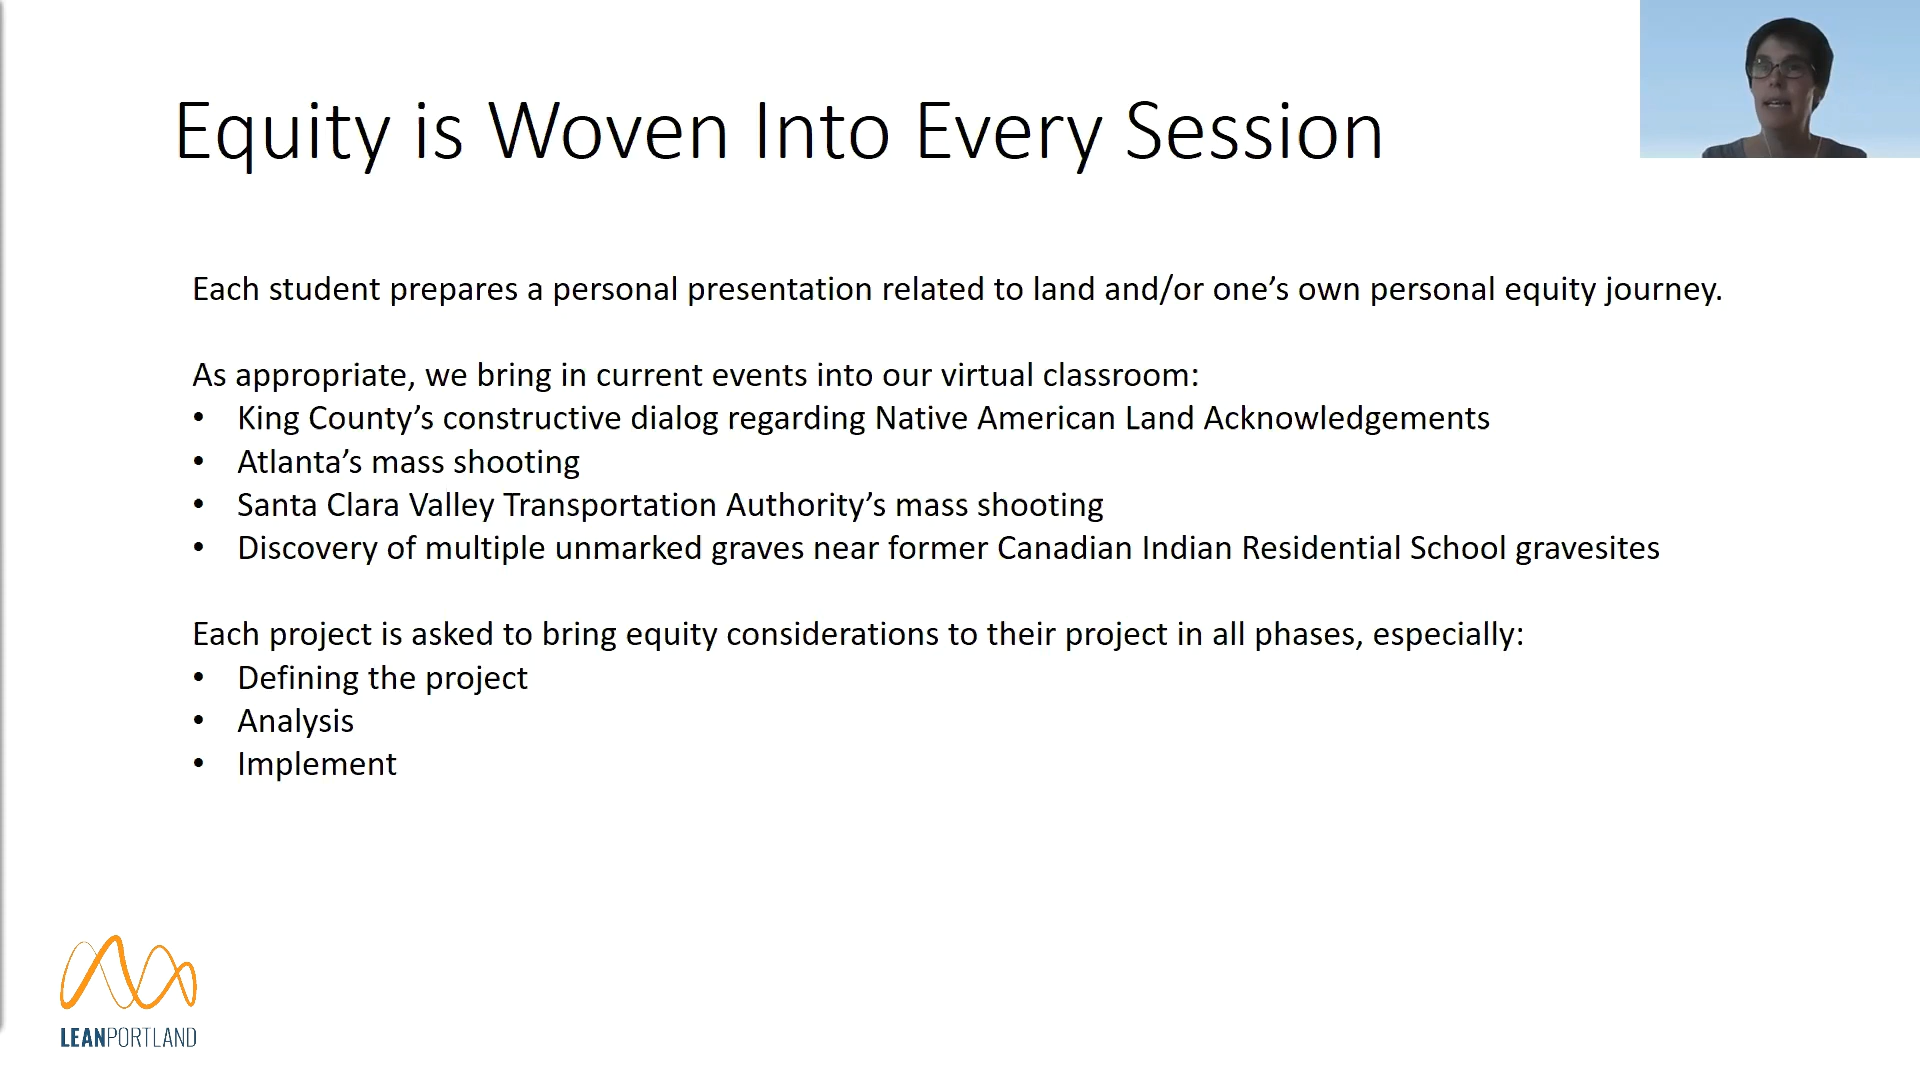 Equity is Woven Into Every Session
Each student prepares a personal presentation related to land and/or one’s own personal equity journey.
As appropriate, we bring in current events into our virtual classroom:
• King County’s constructive dialog regarding Native American Land Acknowledgements
• Atlanta’s mass shooting
• Santa Clara Valley Transportation Authority’s mass shooting
• Discovery of multiple unmarked graves near former Canadian Indian Residential School gravesites
Each project is asked to bring equity considerations to their project in all phases, especially:
• Defining the project
• Analysis
• Implement
LEANPORTLAND